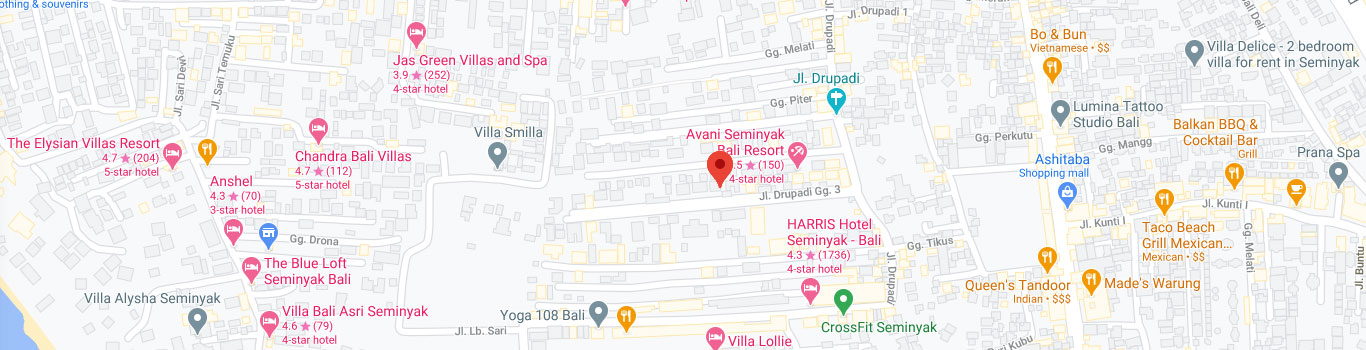 othing & souvenirs
Jl. Sari Dewi
Jl. Sari Temuku
Jas Green Villas and Spa
3.9 ★ (252)
4-star hotel
The Elysian Villas Resort
4.7 ★ (204)
5-star hotel
Chandra Bali Villas
4.7 ★ (112)
5-star hotel
Anshel
4.3 ★ (70)
3-star hotel
Gg. Drona
The Blue Loft
Seminyak Bali
Villa Alysha Seminyak
Villa Bali Asri Seminyak
4.6 ★ (79)
4-star hotel
Villa Smilla
Jl. Lb. Sari
Yoga 108 Bali
Villa Lollie
Gg. Melati
Jl. Drupadi
Jl. Drupadi 1
Jl. Drupadi
Gg. Piter
Avani Seminyak
Bali Resort
.5 ★ (150)
4-star hotel
Jl. Drupadi Gg. 3
HARRIS Hotel
Seminyak - Bali
4.3 ★ (1736)
4-star hotel
CrossFit Seminyak
Gg. Tikus
Jl. Drupadi
Bo & Bun
Vietnamese • $$
Lumina Tattoo
Studio Bali
Gg. Perkutu
Gg. Mangg
Ashitaba
Shopping mall
Villa Delice - 2 bedroom
villa for rent in Seminyak
Balkan BBQ &
Cocktail Bar
Grill
Prana Spa
Jl. Kunti I
Jl. Kunti I
Taco Beach
Grill Mexican...
Mexican • $$
Queen's Tandoor
Indian • $$$
Made's Warung
Gg. Melati
Jl. Buntu
Kubu